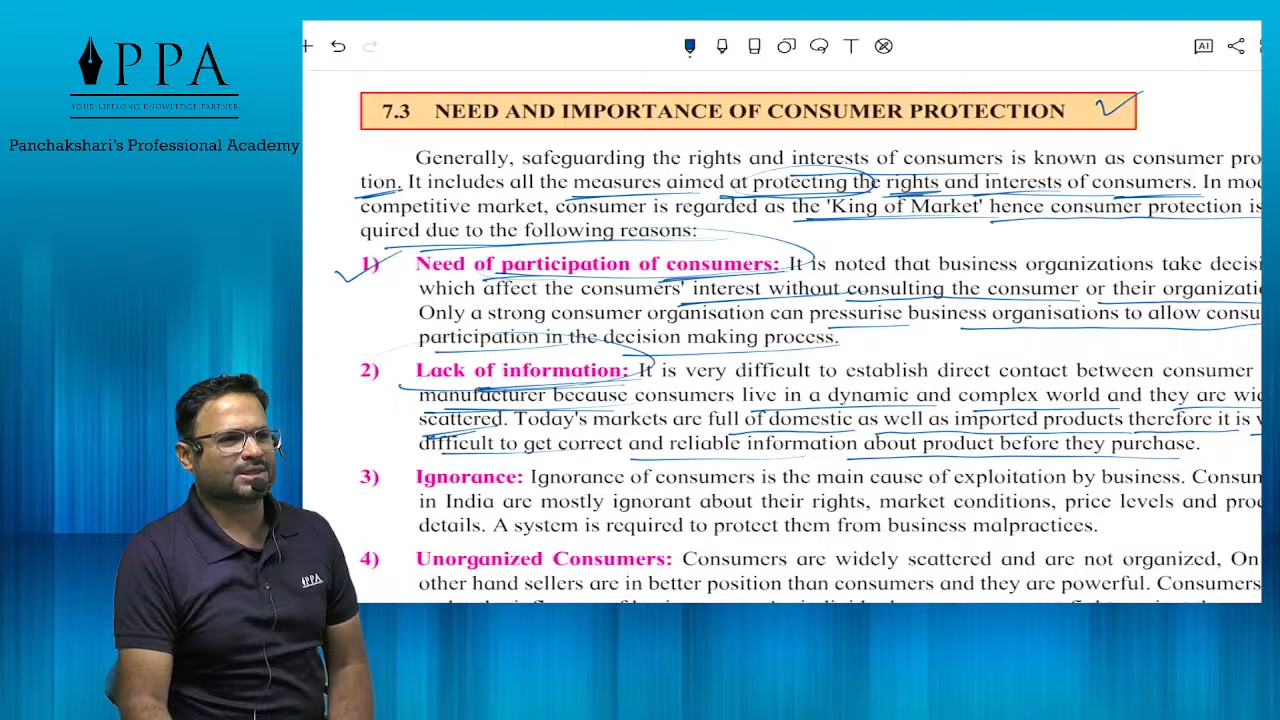 PPA
YOUR LIFELONG KNOWLEDGE PARTNER
Panchakshari's Professional Academy
T
AI
7.3 NEED AND IMPORTANCE OF CONSUMER PROTECTION
Generally, safeguarding the rights and interests of consumers is known as consumer pro
tion. It includes all the measures aimed at protecting the rights and interests of consumers. In mo
competitive market, consumer is regarded as the 'King of Market' hence consumer protection is
quired due to the following reasons:
1) Need of participation of consumers: It is noted that business organizations take decisi
which affect the consumers' interest without consulting the consumer or their organizati
Only a strong consumer organisation can pressurise business organisations to allow consu
participation in the decision making process.
2) Lack of information: It is very difficult to establish direct contact between consumer
manufacturer because consumers live in a dynamic and complex world and they are wi
scattered. Today's markets are full of domestic as well as imported products therefore it is
difficult to get correct and reliable information about product before they purchase.
3) Ignorance: Ignorance of consumers is the main cause of exploitation by business. Consum
in India are mostly ignorant about their rights, market conditions, price levels and pro
details. A system is required to protect them from business malpractices.
4) Unorganized Consumers: Consumers are widely scattered and are not organized, On
other hand sellers are in better position than consumers and they are powerful. Consumers
PPA